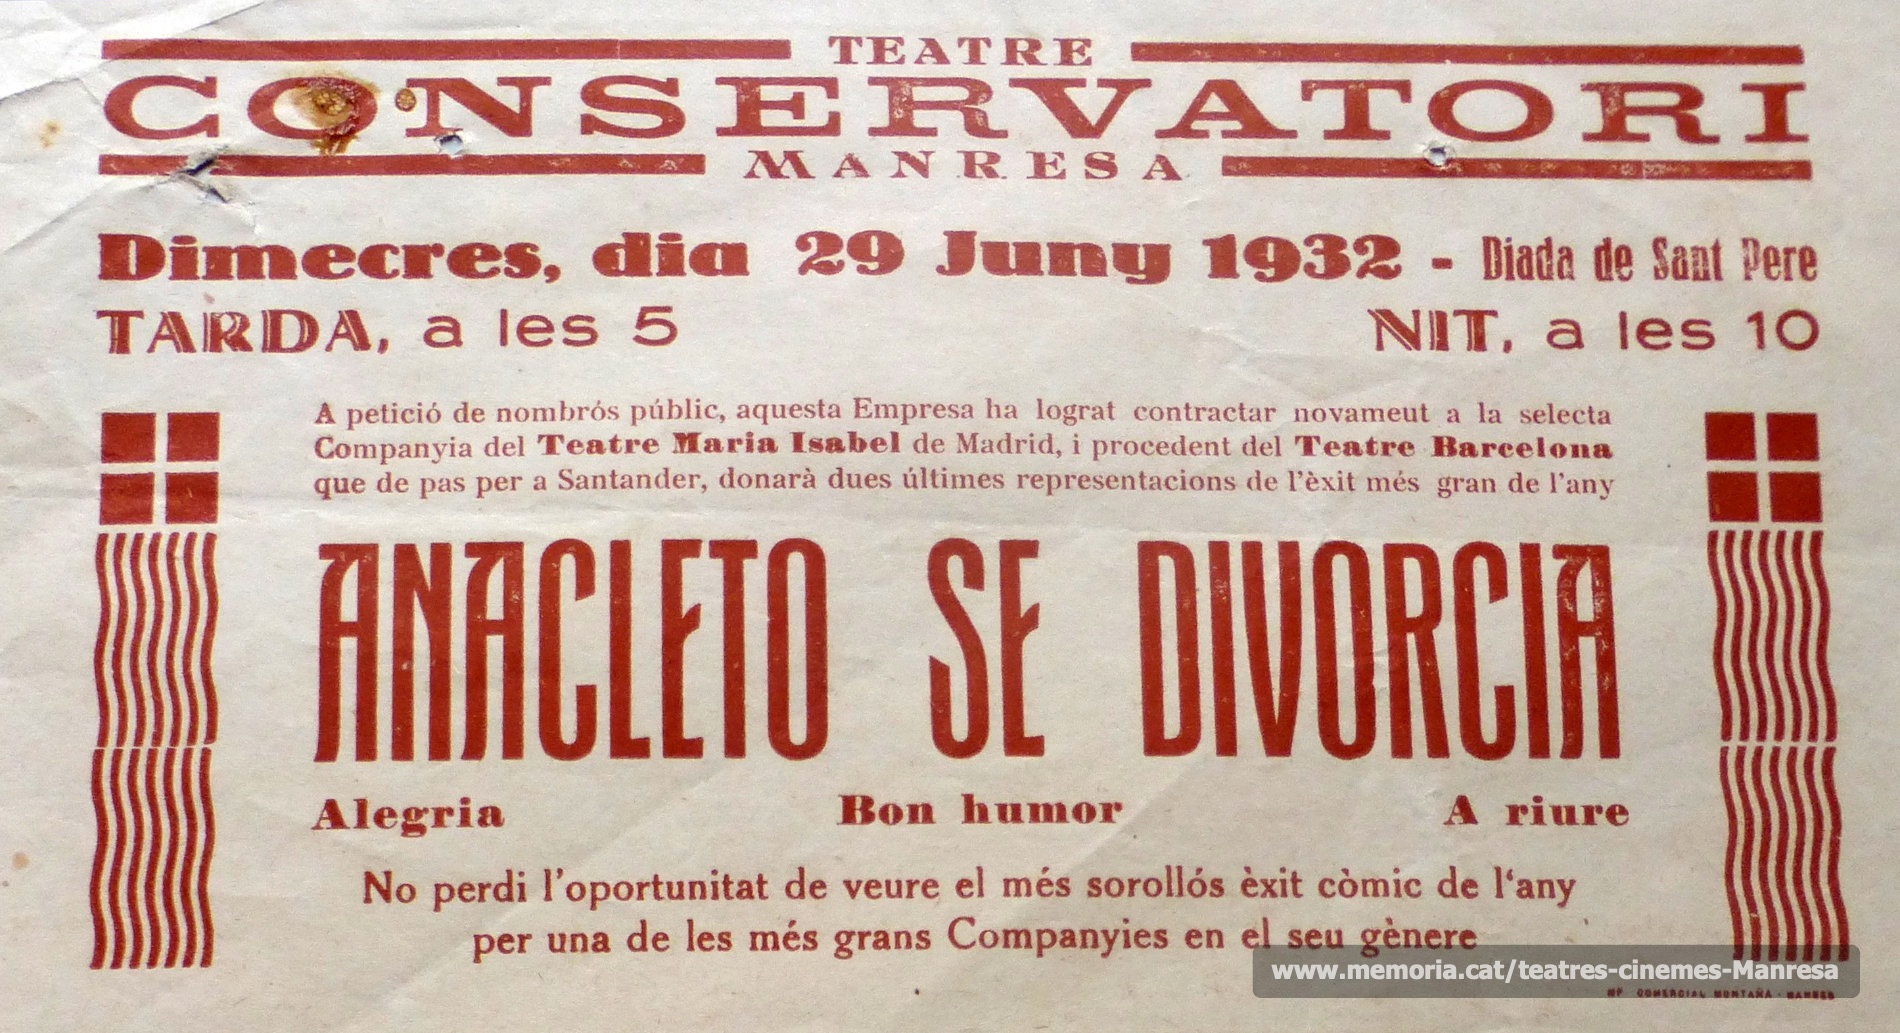 TEATRE
CONSERVATORI
MANRESA
Dimecres, dia 29 Juny 1932 - Diada de Sant Pere
TARDA, a les 5 NIT, a les 10
A petició de nombrós públic, aquesta Empresa ha lograt contractar novameut a la selecta
Companyia del Teatre Maria Isabel de Madrid, i procedent del Teatre Barcelona
que de pas per a Santander, donarà dues últimes representacions de l'èxit més gran de l'any
ANACLETO SE DIVORCIA
Alegria Bon humor A riure
No perdi l'oportunitat de veure el més sorollós èxit còmic de l'any
per una de les més grans Companyies en el seu gènere
www.memoria.cat/teatres-cinemes-Manresa
COMERCIAL MONTAÑÀ -